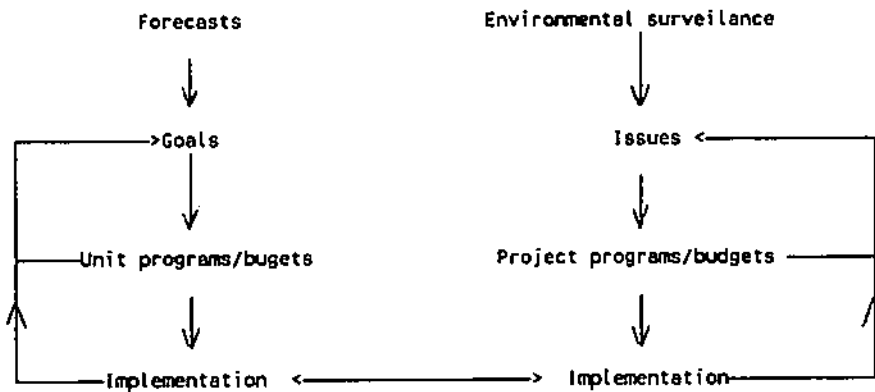 Forecasts
Environmental surveilance
Goals
Issues
Unit programs/bugets
Project programs/budgets
Implementation
Implementation